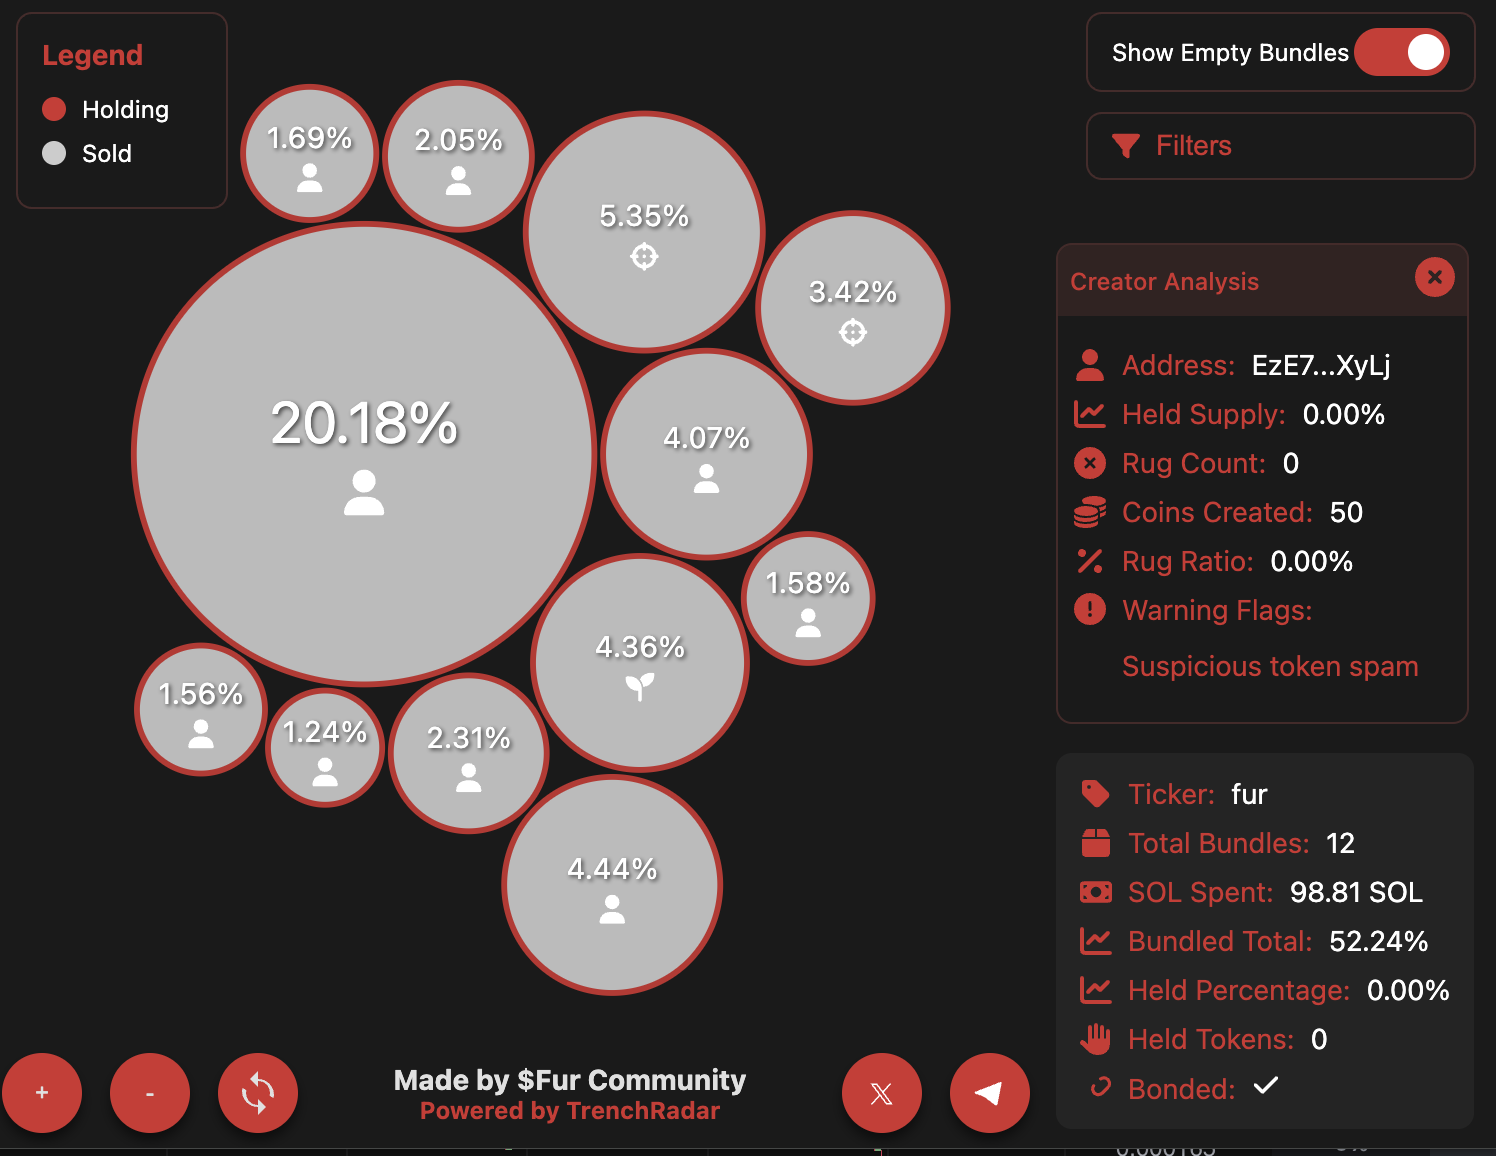 Legend
Holding
Sold
1.69%
2.05%
5.35%
3.42%
20.18%
4.07%
1.58%
4.36%
1.56%
1.24%
2.31%
4.44%
Show Empty Bundles
Filters
Creator Analysis
Address: EzE7...XyLj
Held Supply: 0.00%
Rug Count: 0
Coins Created: 50
Rug Ratio: 0.00%
Warning Flags:
Suspicious token spam
Ticker: fur
Total Bundles: 12
SOL Spent: 98.81 SOL
Bundled Total: 52.24%
Held Percentage: 0.00%
Held Tokens: 0
Bonded:
+
-
Made by $Fur Community
Powered by TrenchRadar